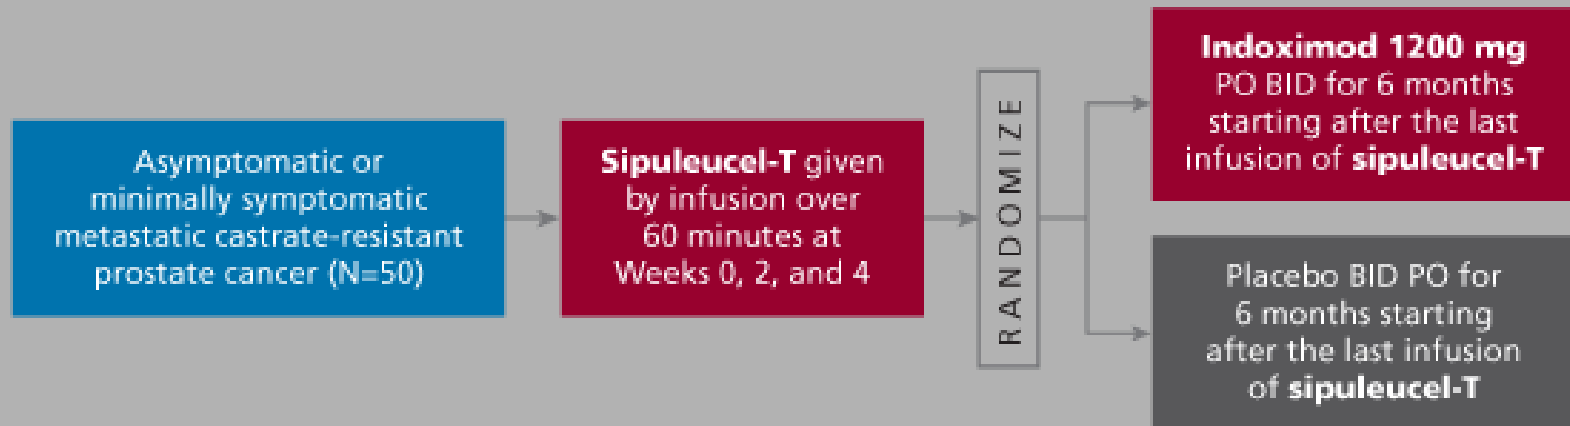 Asymptomatic or
minimally symptomatic
metastatic castrate-resistant
prostate cancer (N=50)
Sipuleucel-T given
by infusion over
60 minutes at
Weeks 0, 2, and 4
RANDOMIZE
Indoximod 1200 mg
PO BID for 6 months
starting after the last
infusion of sipuleucel-T
Placebo BID PO for
6 months starting
after the last infusion
of sipuleucel-T